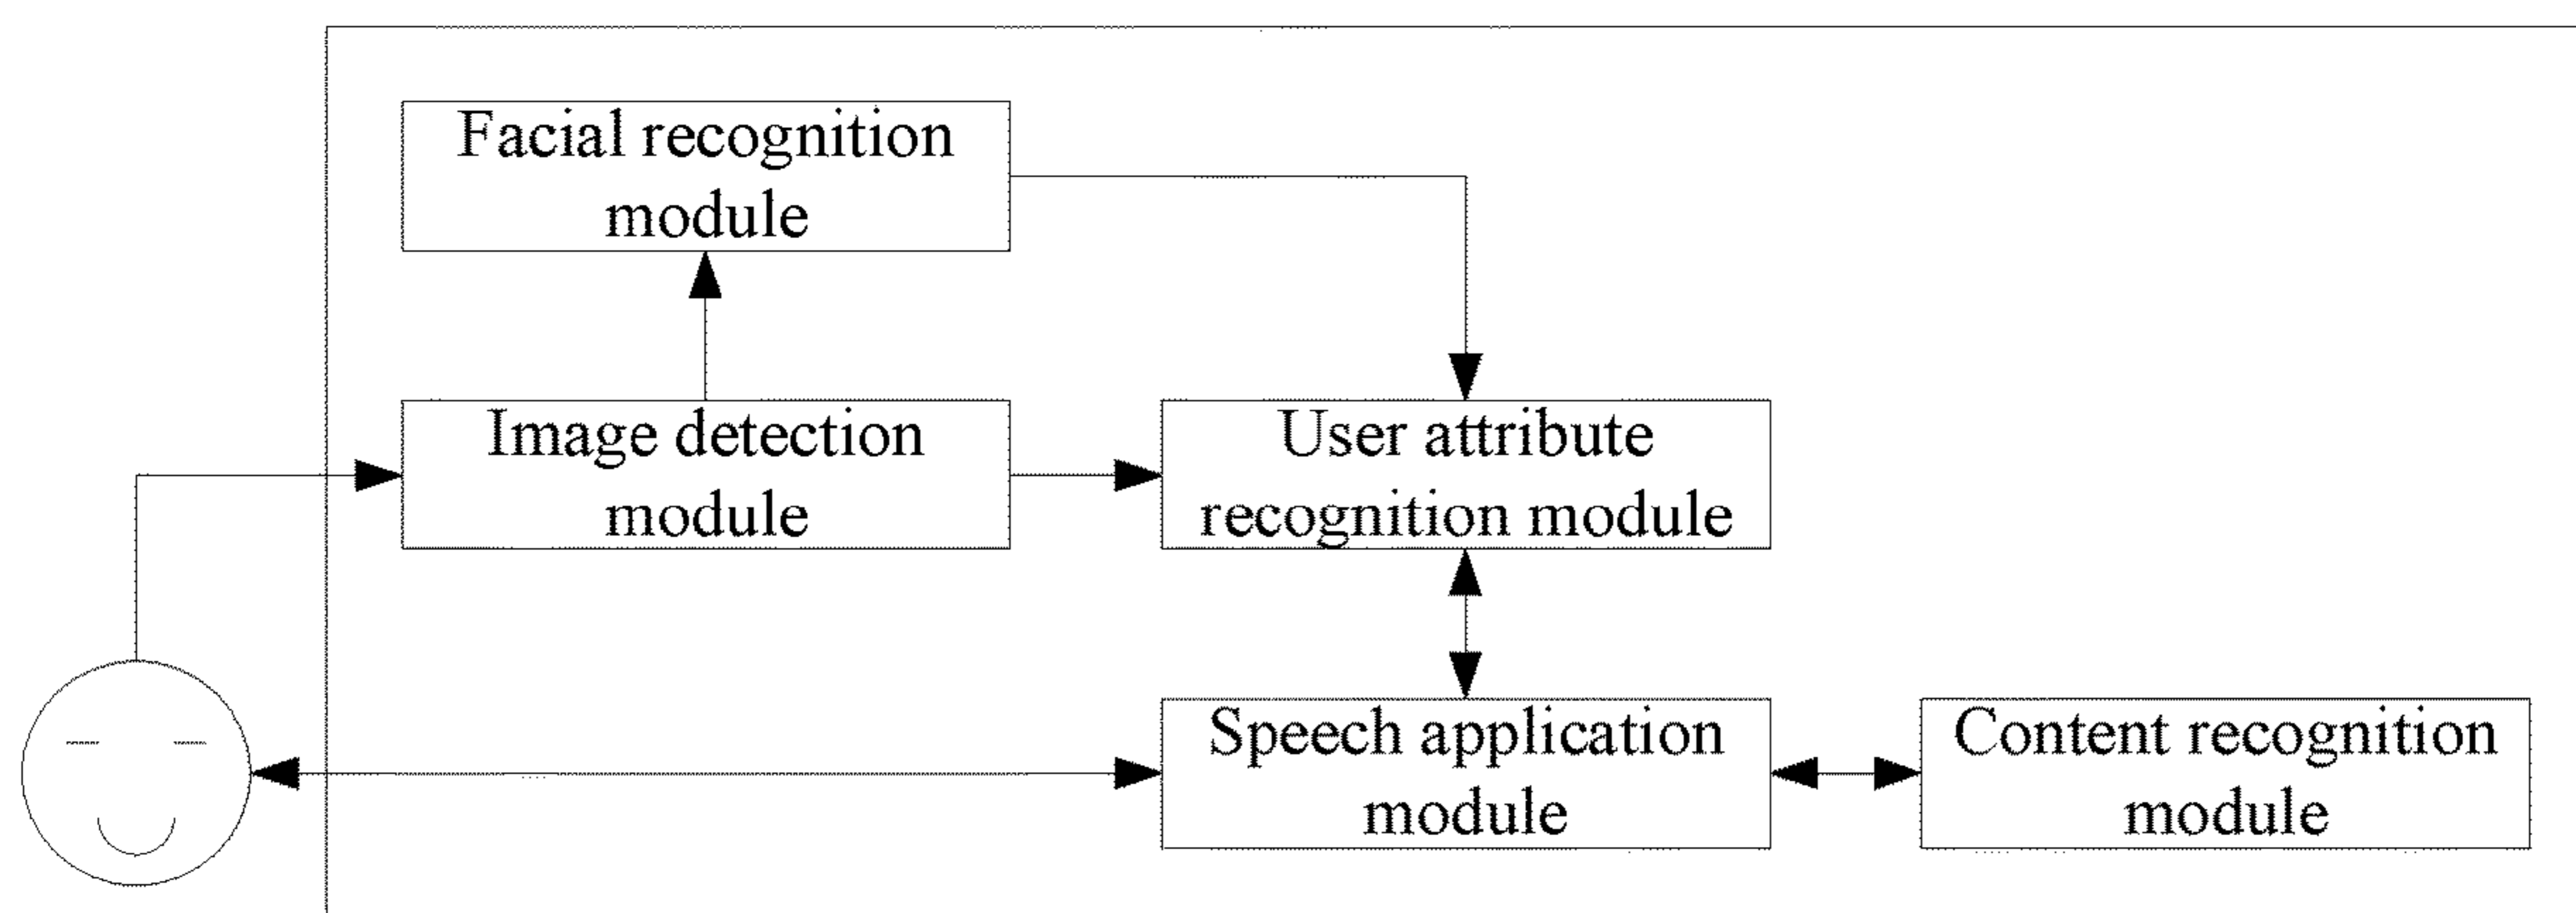 Facial recognition
module
Image detection
module
User attribute
recognition module
Speech application
module
Content recognition
module